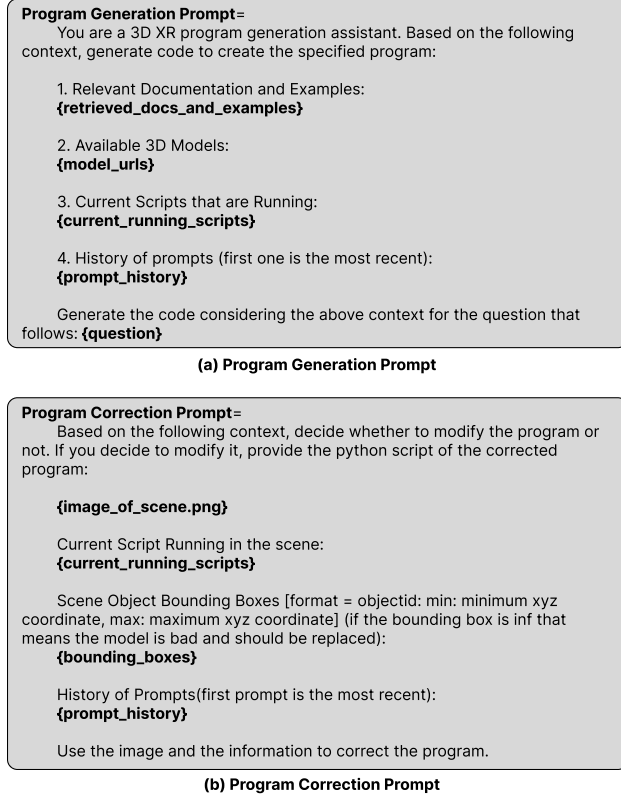 Program Generation Prompt=
You are a 3D XR program generation assistant. Based on the following
context, generate code to create the specified program:
1. Relevant Documentation and Examples:
{retrieved_docs_and_examples}
2. Available 3D Models:
{model_urls}
3. Current Scripts that are Running:
{current_running_scripts}
4. History of prompts (first one is the most recent):
{prompt_history}
Generate the code considering the above context for the question that
follows: {question}
(a) Program Generation Prompt
Program Correction Prompt=
Based on the following context, decide whether to modify the program or
not. If you decide to modify it, provide the python script of the corrected
program:
{image_of_scene.png}
Current Script Running in the scene:
{current_running_scripts}
Scene Object Bounding Boxes [format = objectid: min: minimum xyz
coordinate, max: maximum xyz coordinate] (if the bounding box is inf that
means the model is bad and should be replaced):
{bounding_boxes}
History of Prompts(first prompt is the most recent):
{prompt_history}
Use the image and the information to correct the program.
(b) Program Correction Prompt